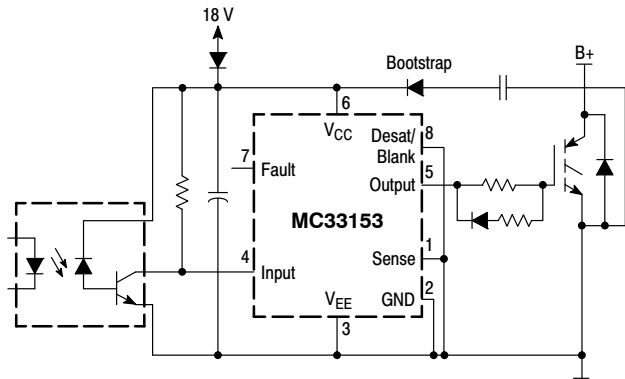 18 V
Bootstrap
B+
6
VCC
Desat/
Blank
8
7
Fault
5
Output
MC33153
4
Input
1
Sense
2
VEE
GND
3